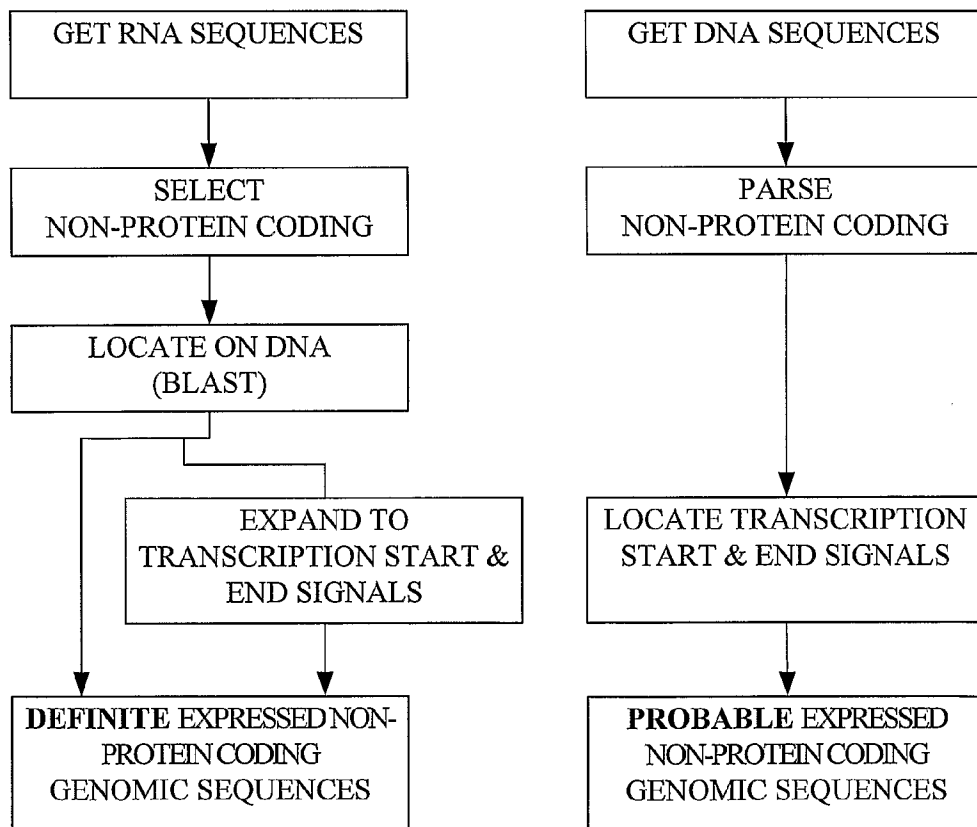 GET RNA SEQUENCES
SELECT
NON-PROTEIN CODING
LOCATE ON DNA
(BLAST)
EXPAND TO
TRANSCRIPTION START &
END SIGNALS
DEFINITE EXPRESSED NON-
PROTEIN CODING
GENOMIC SEQUENCES
GET DNA SEQUENCES
PARSE
NON-PROTEIN CODING
LOCATE TRANSCRIPTION
START & END SIGNALS
PROBABLE EXPRESSED
NON-PROTEIN CODING
GENOMIC SEQUENCES